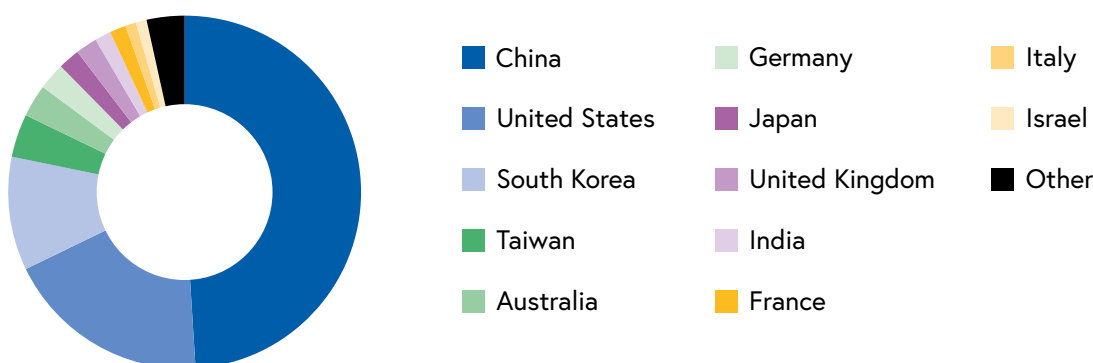 China
United States
South Korea
Taiwan
Australia
Germany
Japan
United Kingdom
India
France
Italy
Israel
Other